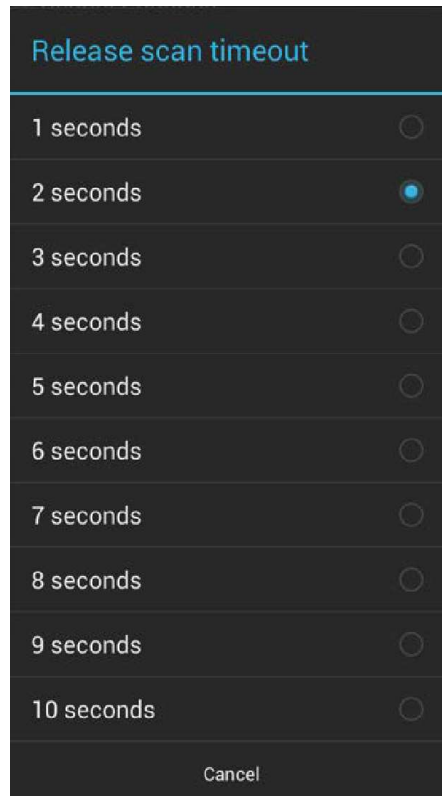 Release scan timeout
1 seconds
2 seconds
3 seconds
4 seconds
5 seconds
6 seconds
7 seconds
8 seconds
9 seconds
10 seconds
Cancel